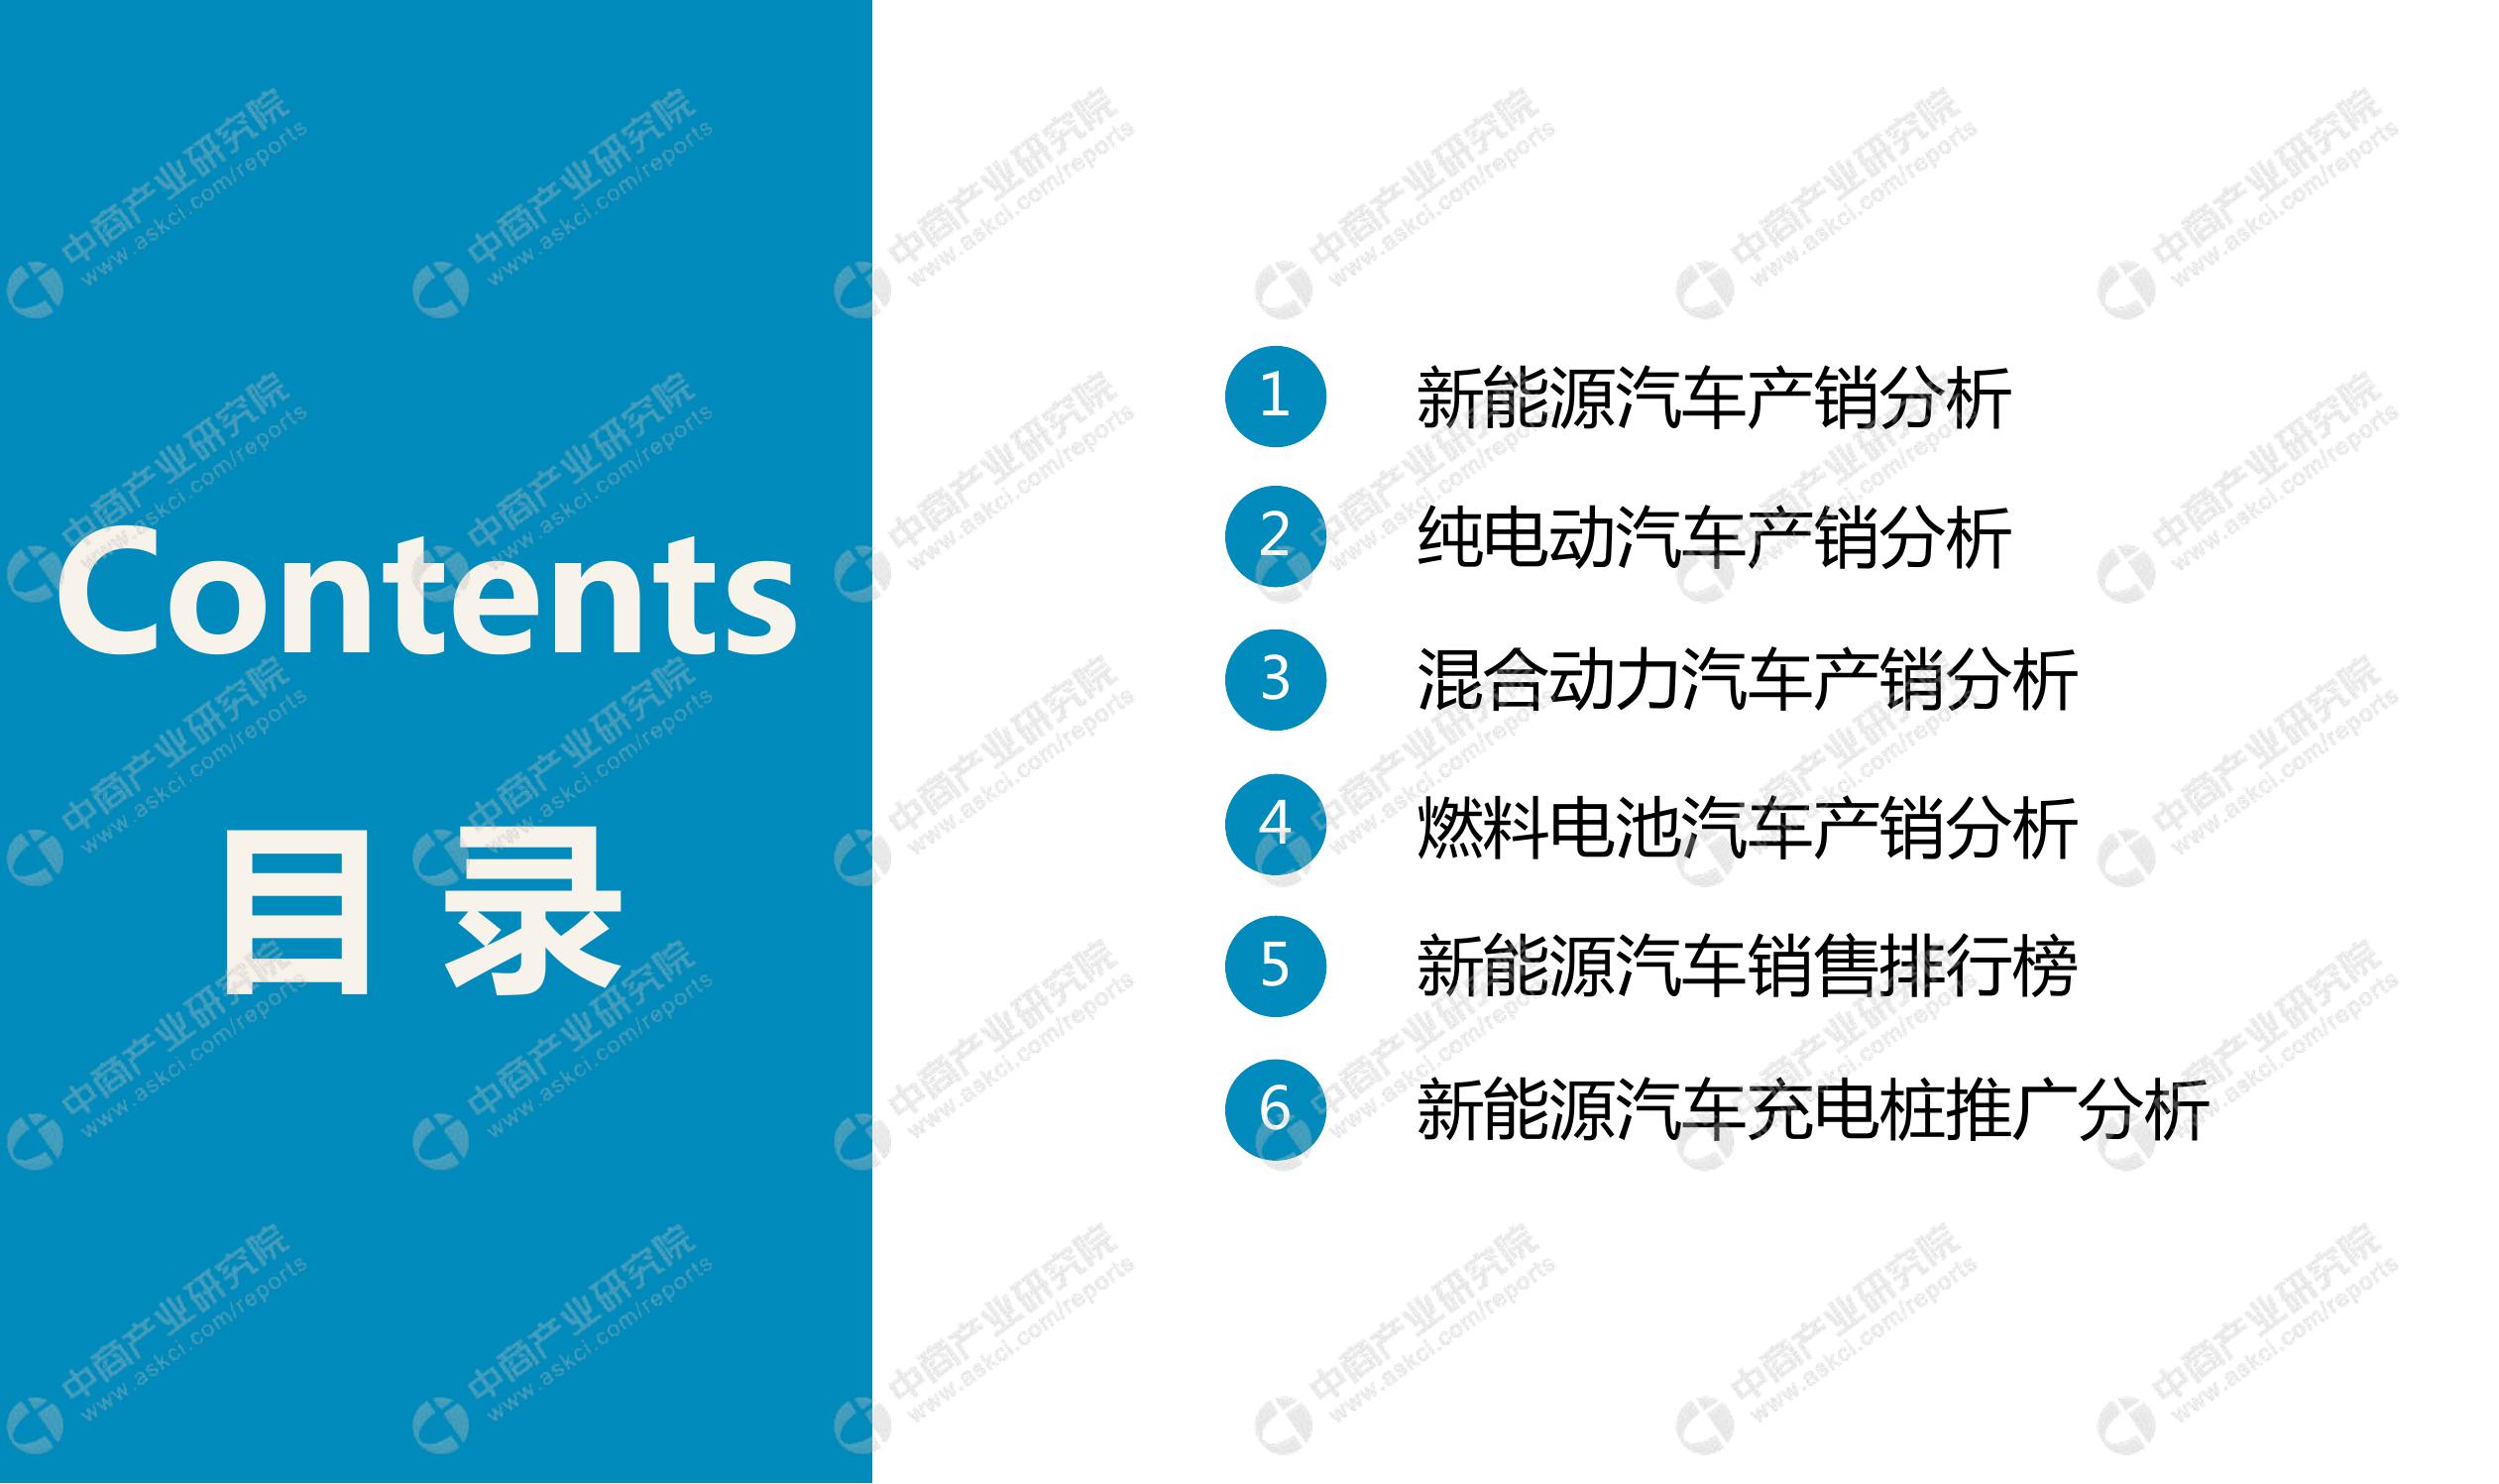 Contents
目 录
1 新能源汽车产销分析
2 纯电动汽车产销分析
3 混合动力汽车产销分析
4 燃料电池汽车产销分析
5 新能源汽车销售排行榜
6 新能源汽车充电桩推广分析
中商产业研究院
www.askci.com/reports